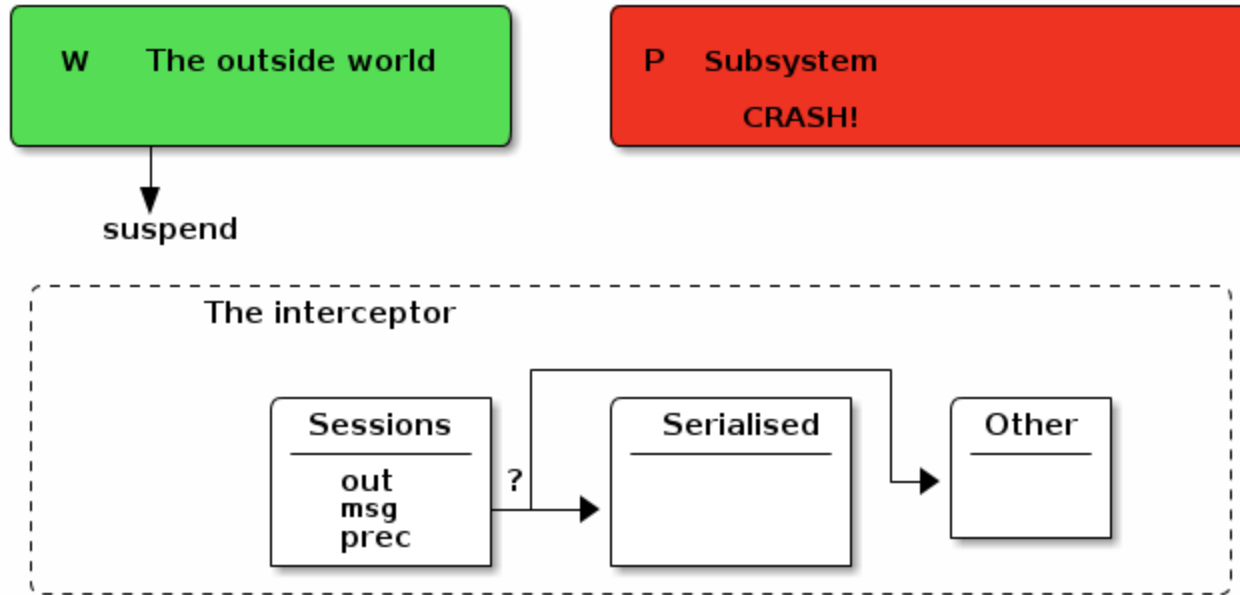 W The outside world
P Subsystem
CRASH!
suspend
The interceptor
Sessions
out
msg
prec
?
Serialised
Other